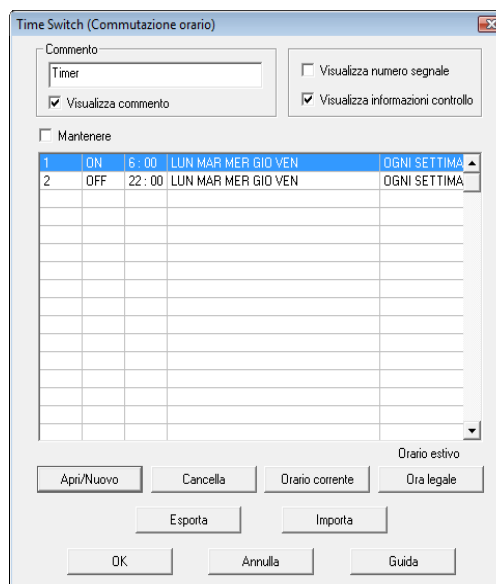 Time Switch (Commutazione orario)
Commento
Timer
Visualizza commento
Visualizza numero segnale
Visualizza informazioni controllo
Mantenere
1 ON 6 : 00 LUN MAR MER GIO VEN OGNI SETTIMA
2 OFF 22 : 00 LUN MAR MER GIO VEN OGNI SETTIMA
Orario estivo
Apri/Nuovo Cancella Orario corrente Ora legale
Esporta Importa
OK Annulla Guida